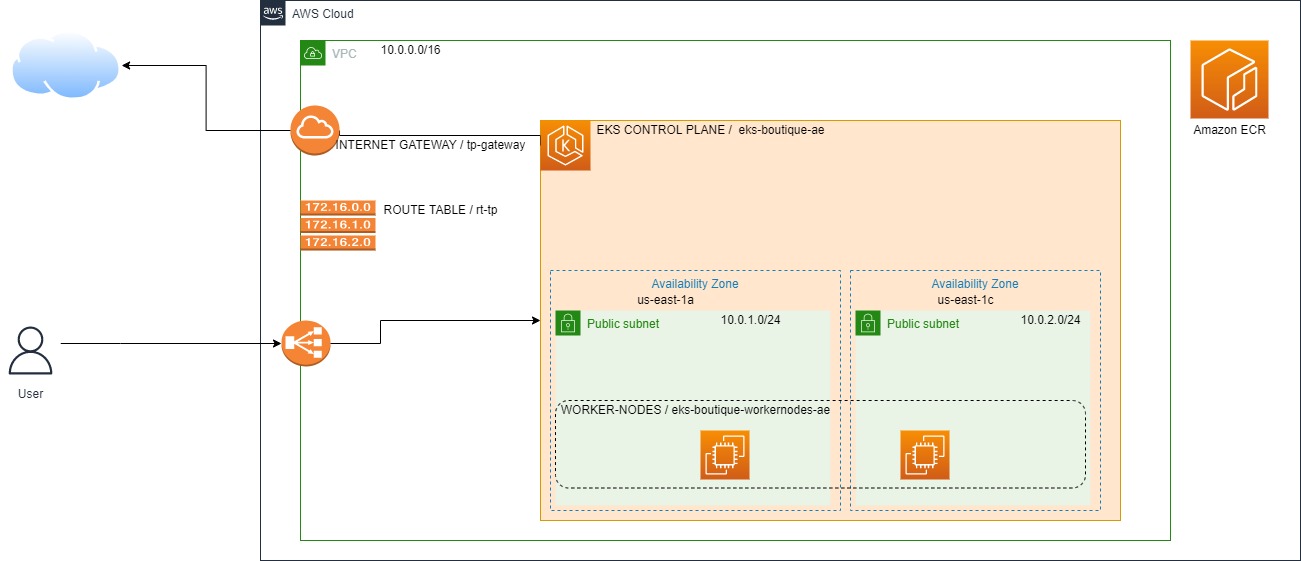 aws
AWS Cloud
VPC
10.0.0.0/16
Amazon ECR
EKS CONTROL PLANE / eks-boutique-ae
INTERNET GATEWAY / tp-gateway
172.16.0.0
172.16.1.0
172.16.2.0
ROUTE TABLE / rt-tp
Availability Zone
us-east-1a
Availability Zone
us-east-1c
Public subnet
10.0.1.0/24
Public subnet
10.0.2.0/24
User
WORKER-NODES / eks-boutique-workernodes-ae
K